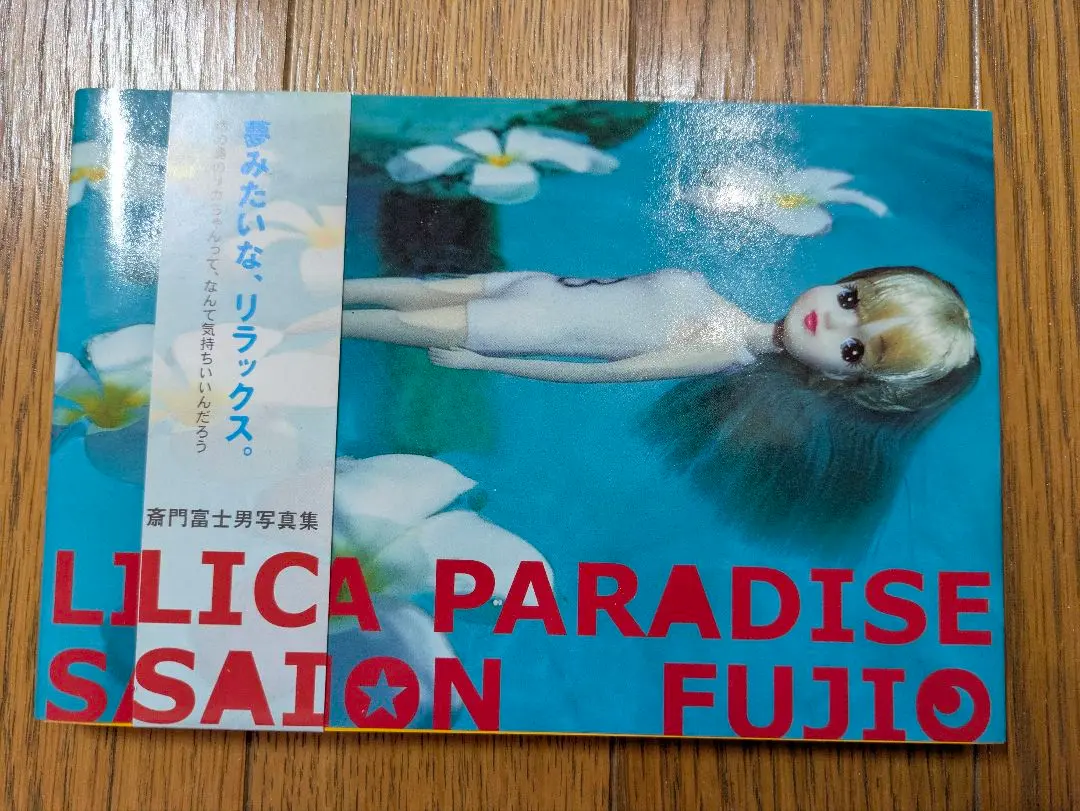 夢みたいな、リラックス。
リカちゃんって、なんて気持ちいいんだろう
斎門富士男写真集
LILICA PARADISE
SASAION FUJIO